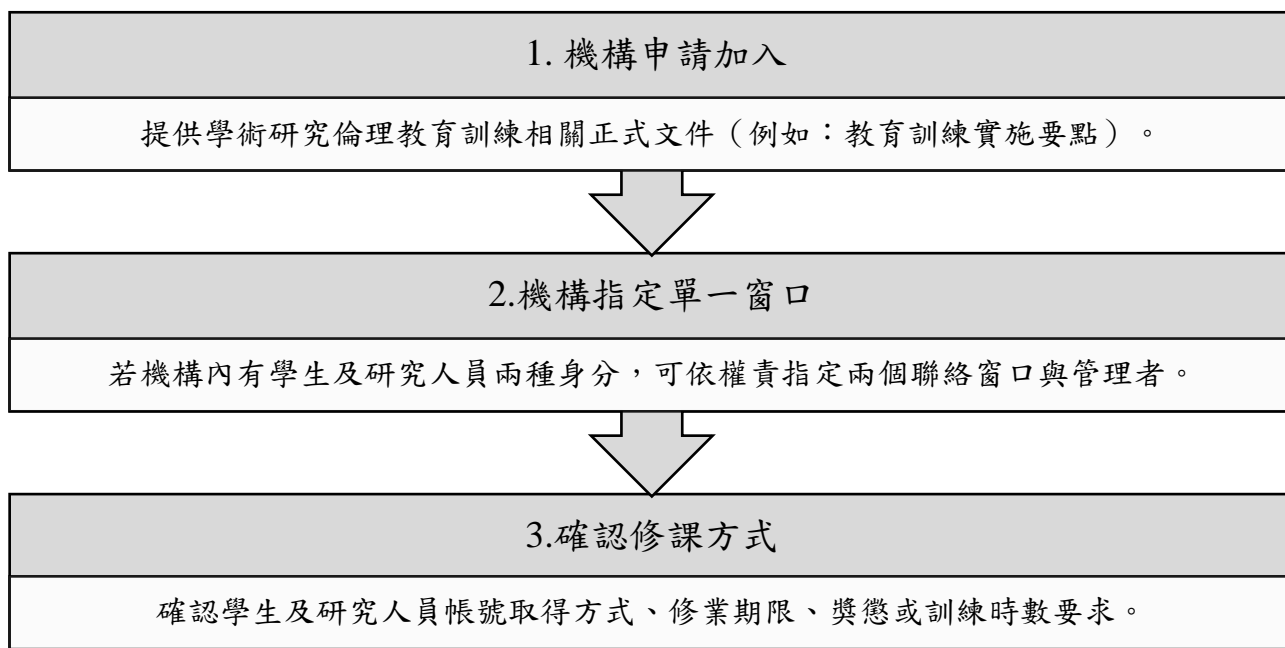 1. 機構申請加入
提供學術研究倫理教育訓練相關正式文件（例如：教育訓練實施要點）。
2.機構指定單一窗口
若機構內有學生及研究人員兩種身分，可依權責指定兩個聯絡窗口與管理者。
3.確認修課方式
確認學生及研究人員帳號取得方式、修業期限、獎懲或訓練時數要求。